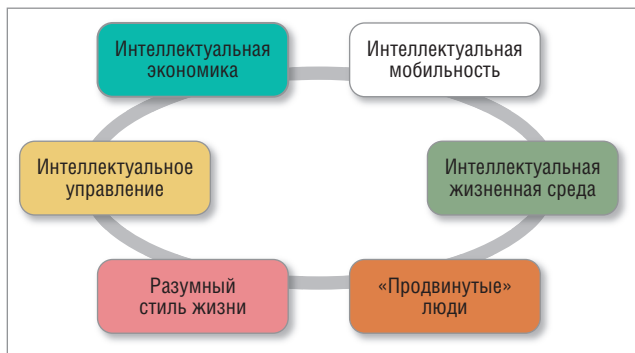 Интеллектуальная
экономика
Интеллектуальная
мобильность
Интеллектуальное
управление
Интеллектуальная
жизненная среда
Разумный
стиль жизни
«Продвинутые»
люди